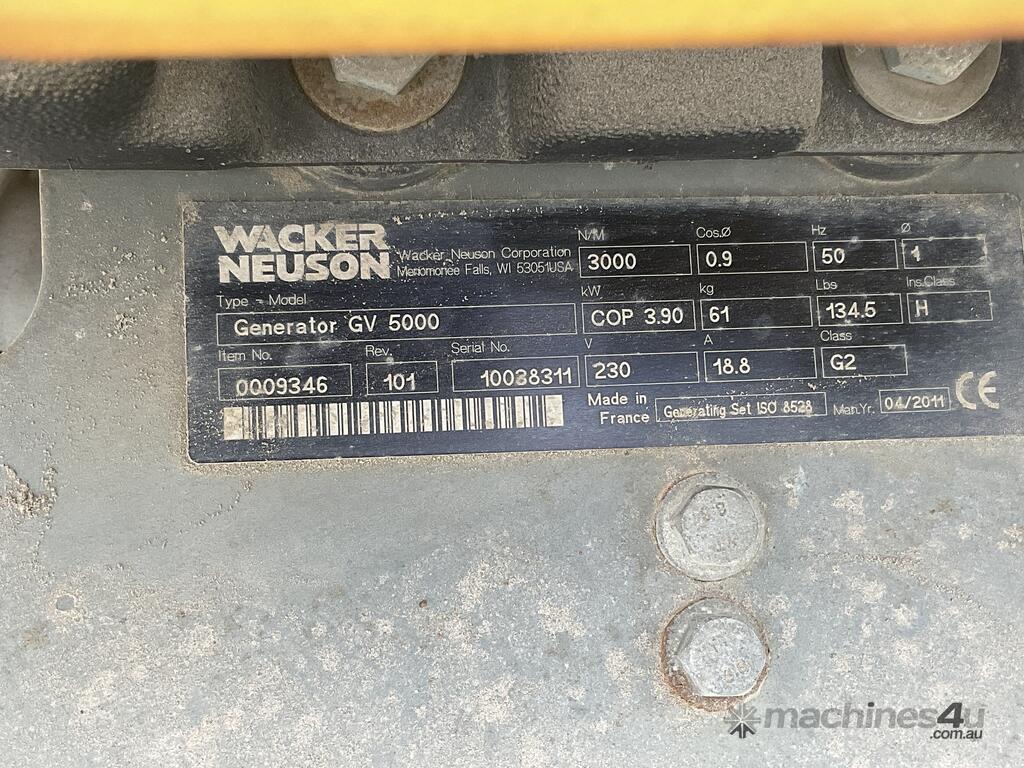 WACKER
NEUSON
Wacker Neuson Corporation
Menomonee Falls, WI 53051USA
N/M
3000
Cos.Ø
0.9
Hz
50
Ø
1
Type - Model
Generator GV 5000
kW
COP 3.90
kg
61
Lbs
134.5
Ins.Class
H
Item No.
0009346
Rev.
101
Serial No.
10038311
V
230
A
18.8
Class
G2
Made in
France
Generating Set ISO 8528
Man.Yr.
04/2011
CE
8.8
machines4u
.com.au